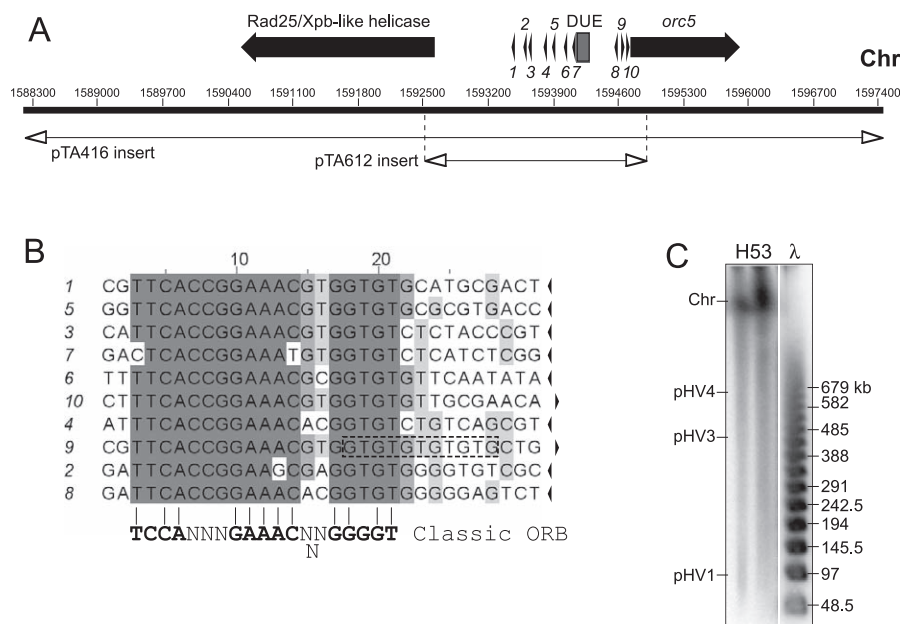 A
Rad25/Xpb-like helicase
2 5 DUE 9 orc5
1 3 4 6 7 8 10
Chr
1588300 1589000 1589700 1590400 1591100 1591800 1592500 1593200 1593900 1594600 1595300 1596000 1596700 1597400
pTA416 insert
pTA612 insert
B
10 20
1 CGTTCACCGGAAACGTGGTGTGCATGCGACT
5 GGTTCACCGGAAACGTGGTGTGCGCGTGACC
3 CATTCACCGGAAACGTGGTGTCTCTACCCGT
7 GACTCACCGGAAATGTGGTGTCTCATCTCGG
6 TTTTCACCGGAAACGCGGTGTGTTCAATATA
10 CTTTCACCGGAAACGTGGTGTGTTGCGAACA
4 ATTTCACCGGAAACACGGTGTCTGTCAGCGT
9 CGTTCACCGGAAACGTGGTGTGTGTGTGCTG
2 GATTCACCGGAAGCGAGGTGTGGGGTGTCGC
8 GATTCACCGGAAACACGGTGTGGGGGAGTCT
TCCANNNGAAACNNGGGGT Classic ORB
N
C
H53 λ
Chr
pHV4
pHV3
pHV1
679 kb
582
485
388
291
242.5
194
145.5
97
48.5